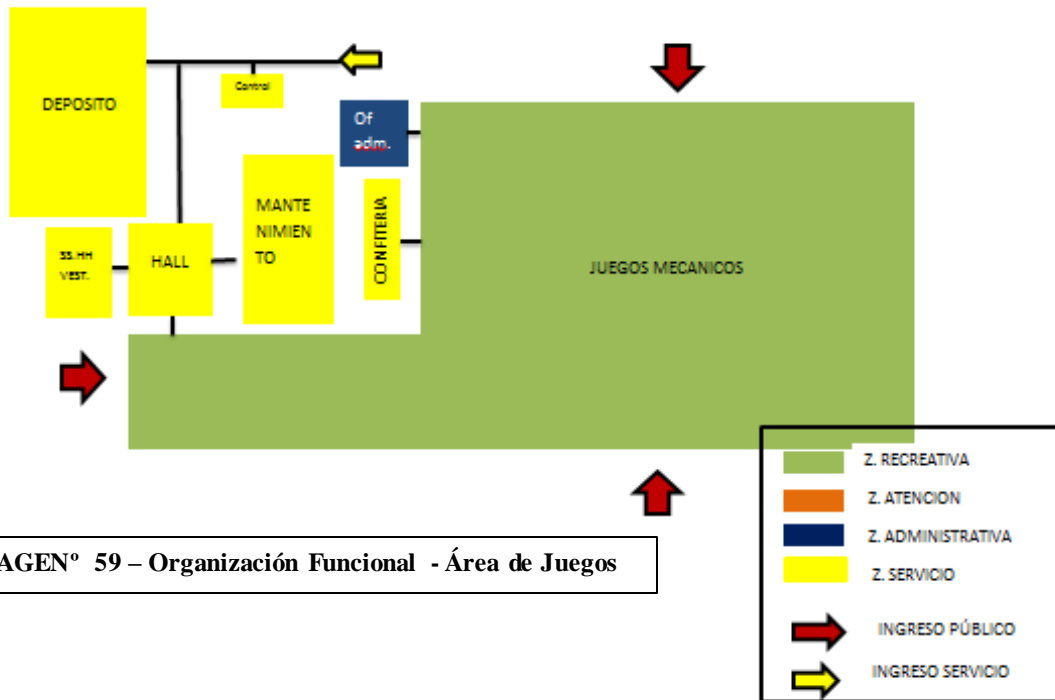 DEPOSITO
Control
Of
adm.
MANTE
NIMIEN
TO
CONFITERIA
SS.HH
VEST.
HALL
JUEGOS MECANICOS
Z. RECREATIVA
Z. ATENCION
Z. ADMINISTRATIVA
Z. SERVICIO
INGRESO PÚBLICO
INGRESO SERVICIO
AGENº 59 – Organización Funcional - Área de Juegos